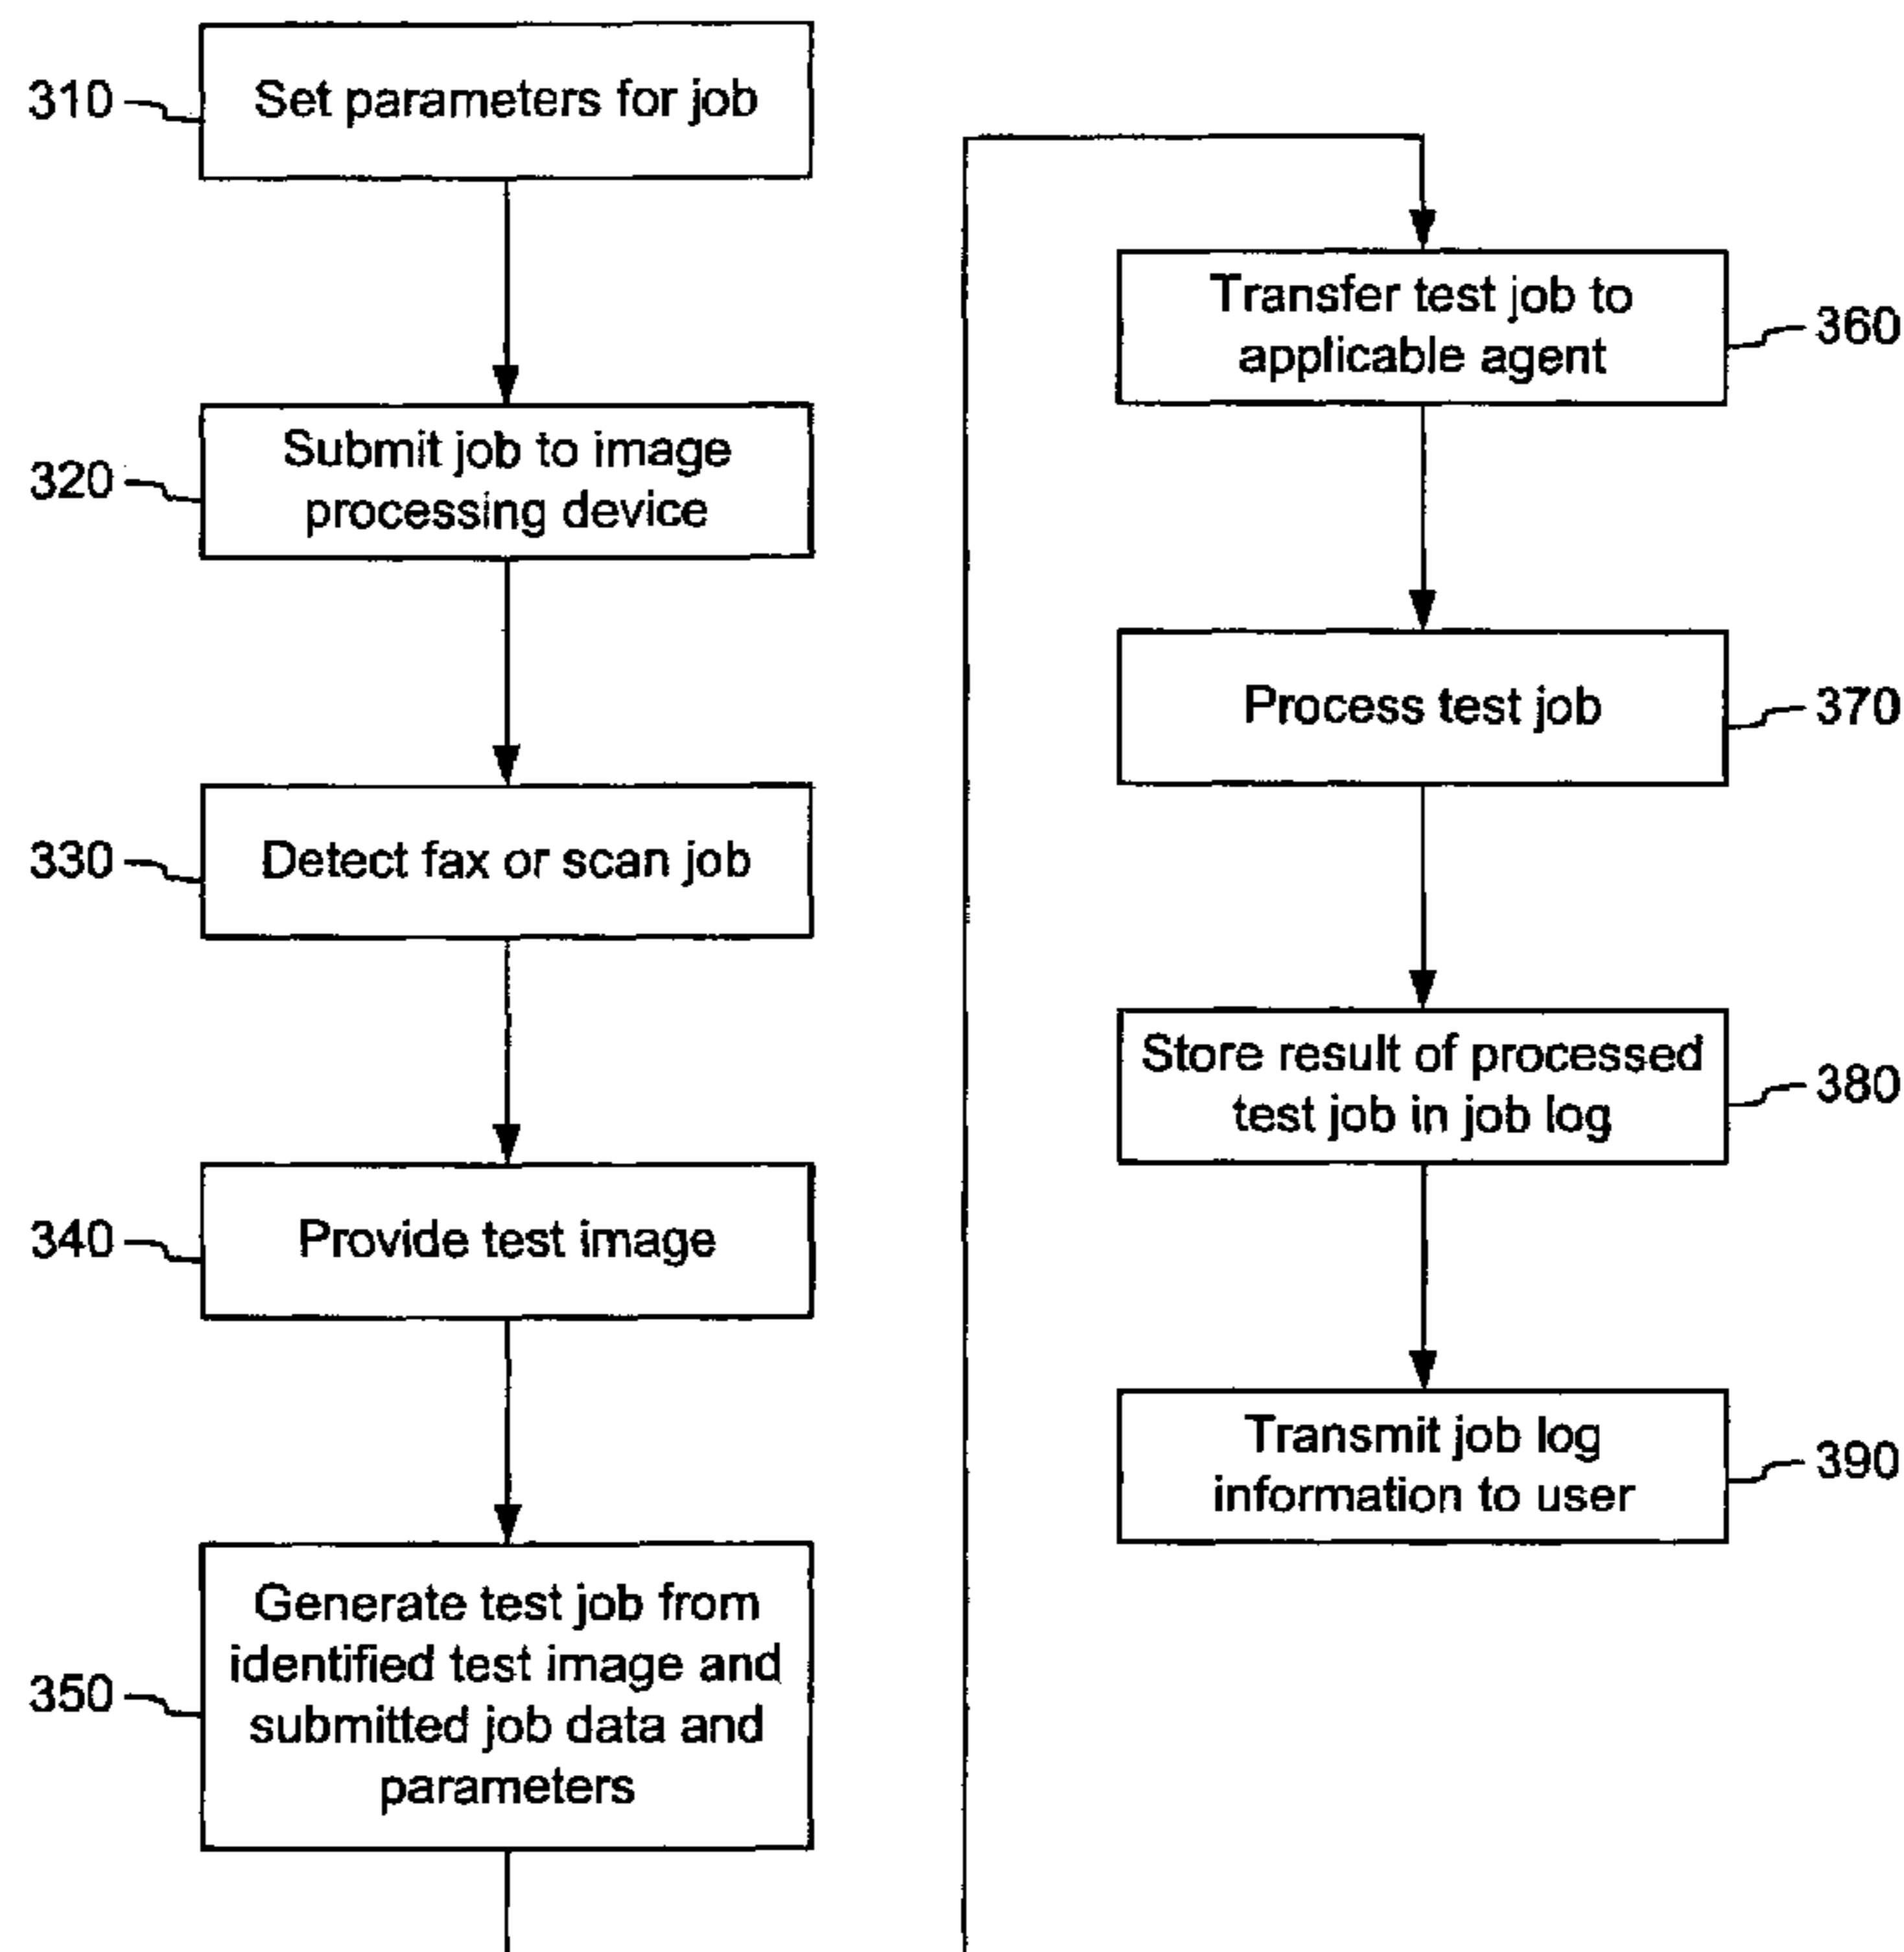 310
Set parameters for job
320
Submit job to image
processing device
330
Detect fax or scan job
340
Provide test image
350
Generate test job from
identified test image and
submitted job data and
parameters
Transfer test job to
applicable agent
360
Process test job
370
Store result of processed
test job in job log
380
Transmit job log
information to user
390